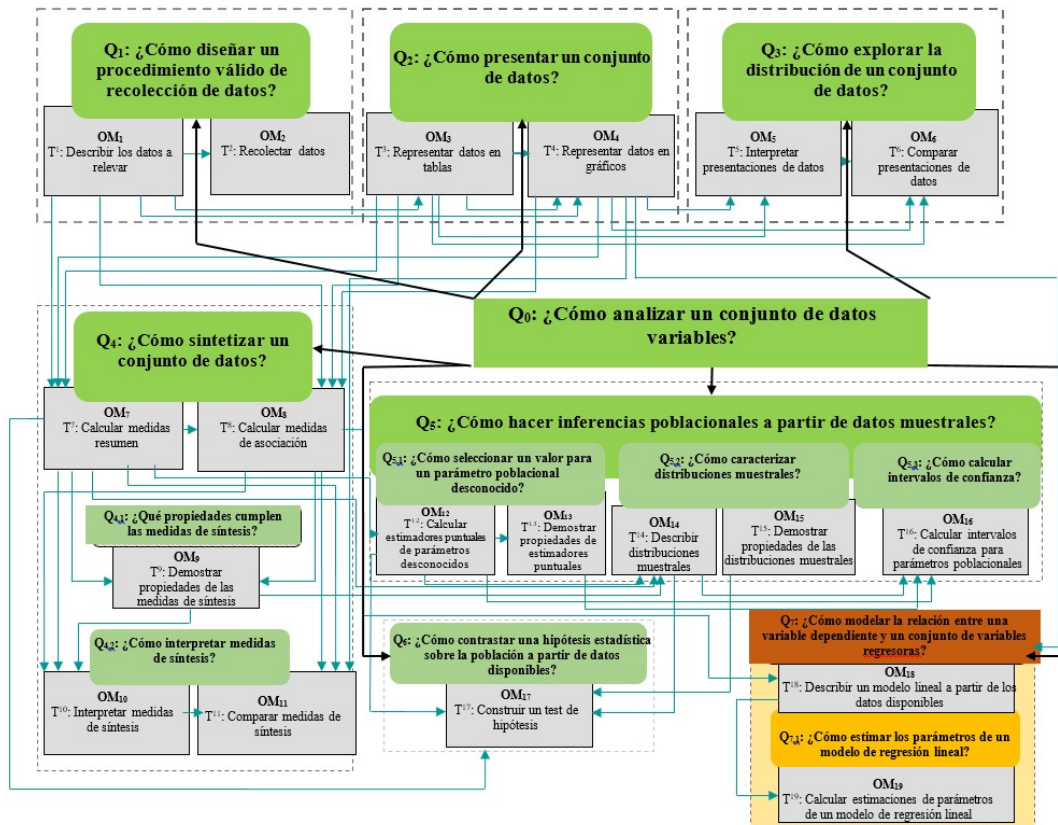 Q1: ¿Cómo diseñar un
procedimiento válido de
recolección de datos?
Q2: ¿Cómo presentar un conjunto
de datos?
Q3: ¿Cómo explorar la
distribución de un conjunto
de datos?
OM1
T1: Describir los datos a
relevar
OM2
T2: Recolectar datos
OM3
T3: Representar datos en
tablas
OM4
T4: Representar datos en
gráficos
OM5
T5: Interpretar
presentaciones de datos
OM6
T6: Comparar
presentaciones de
datos
Q0: ¿Cómo analizar un conjunto de datos
variables?
Q4: ¿Cómo sintetizar un
conjunto de datos?
OM7
T7: Calcular medidas
resumen
OM8
T8: Calcular medidas
de asociación
Q4,1: ¿Qué propiedades cumplen
las medidas de síntesis?
OM9
T9: Demostrar
propiedades de las
medidas de síntesis
Q4,2: ¿Cómo interpretar medidas
de síntesis?
OM10
T10: Interpretar medidas
de síntesis
OM11
T11: Comparar medidas de
síntesis
Q5: ¿Cómo hacer inferencias poblacionales a partir de datos muestrales?
Q5,1: ¿Cómo seleccionar un valor para
un parámetro poblacional
desconocido?
Q5,2: ¿Cómo caracterizar
distribuciones muestrales?
Q5,3: ¿Cómo calcular
intervalos de confianza?
OM12
T12: Calcular
estimadores puntuales
de parámetros
desconocidos
OM13
T13: Demostrar
propiedades de
estimadores
puntuales
OM14
T14: Describir
distribuciones
muestrales
OM15
T15: Demostrar
propiedades de las
distribuciones muestrales
OM16
T16: Calcular intervalos
de confianza para
parámetros poblacionales
Q6: ¿Cómo contrastar una hipótesis estadística
sobre la población a partir de datos
disponibles?
OM17
T17: Construir un test de
hipótesis
Q7: ¿Cómo modelar la relación entre una
variable dependiente y un conjunto de variables
regresoras?
OM18
T18: Describir un modelo lineal a partir de los
datos disponibles
Q7,1: ¿Cómo estimar los parámetros de un
modelo de regresión lineal?
OM19
T19: Calcular estimaciones de parámetros
de un modelo de regresión lineal